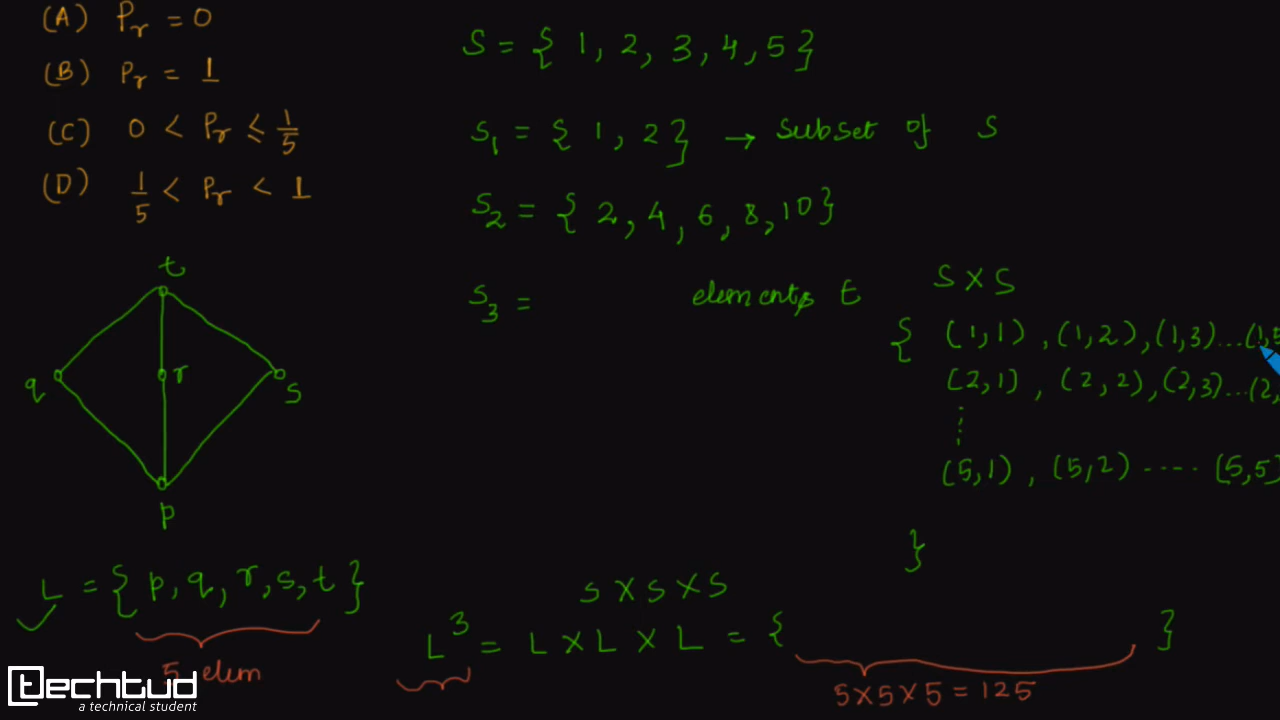 (A) Pr = 0
(B) Pr = 1
(C) 0 < Pr ≤ 1/5
(D) 1/5 < Pr < 1
S = { 1, 2, 3, 4, 5 }
S1 = { 1, 2 } → Subset of S
S2 = { 2, 4, 6, 8, 10 }
S3 = elements E
S X S
{ (1,1), (1,2), (1,3)...(1,5
(2,1), (2,2), (2,3)...(2,
(5,1), (5,2) ----- (5,5)
}
t
q
r
s
p
L = { p, q, r, s, t }
5 elem
S X S X S
L³ = L X L X L = { }
5X5X5 = 125
techtud
a technical student